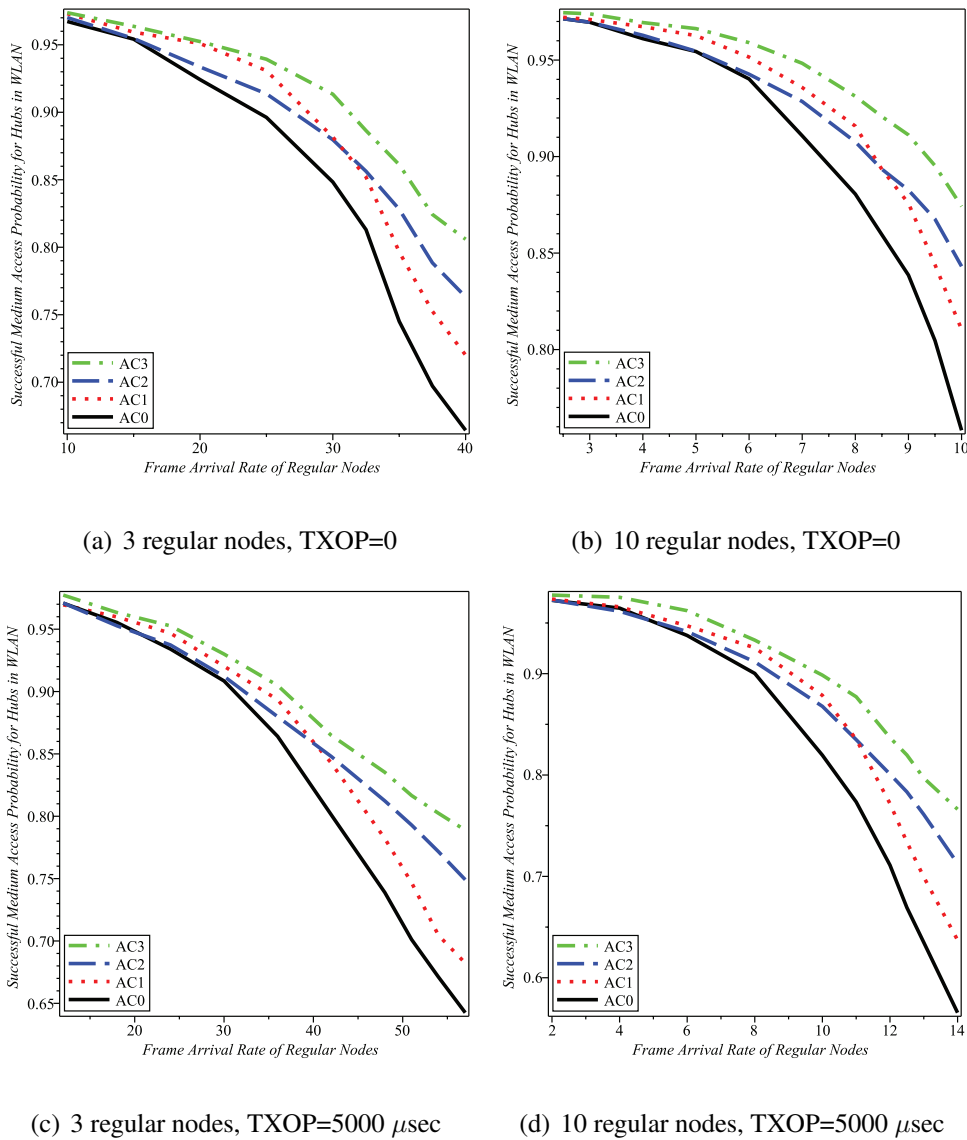 Successful Medium Access Probability for Hubs in WLAN
0.95
0.90
0.85
0.80
0.75
0.70
AC3
AC2
AC1
AC0
10
20
30
40
Frame Arrival Rate of Regular Nodes
(a) 3 regular nodes, TXOP=0
Successful Medium Access Probability for Hubs in WLAN
0.95
0.90
0.85
0.80
AC3
AC2
AC1
AC0
3
4
5
6
7
8
9
10
Frame Arrival Rate of Regular Nodes
(b) 10 regular nodes, TXOP=0
Successful Medium Access Probability for Hubs in WLAN
0.95
0.90
0.85
0.80
0.75
0.70
0.65
AC3
AC2
AC1
AC0
20
30
40
50
Frame Arrival Rate of Regular Nodes
(c) 3 regular nodes, TXOP=5000 μsec
Successful Medium Access Probability for Hubs in WLAN
0.9
0.8
0.7
0.6
AC3
AC2
AC1
AC0
2
4
6
8
10
12
14
Frame Arrival Rate of Regular Nodes
(d) 10 regular nodes, TXOP=5000 μsec